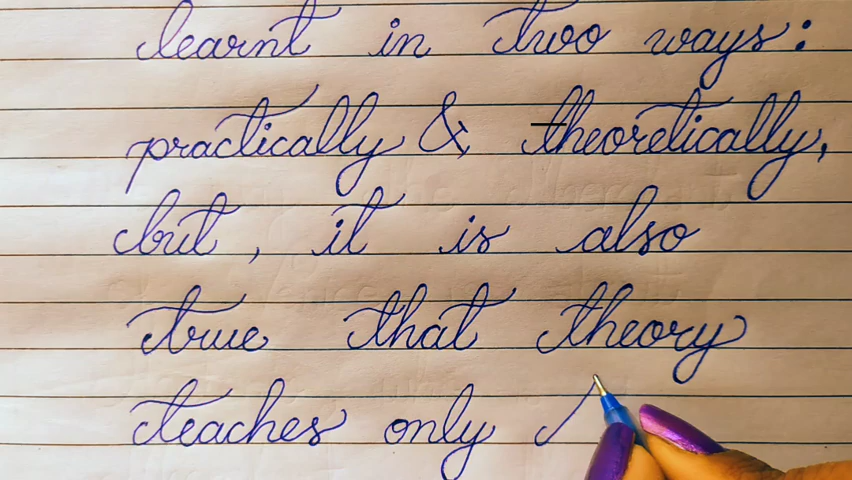 learnt in two ways:
practically & theoretically,
but, it is also
true that theory
teaches only